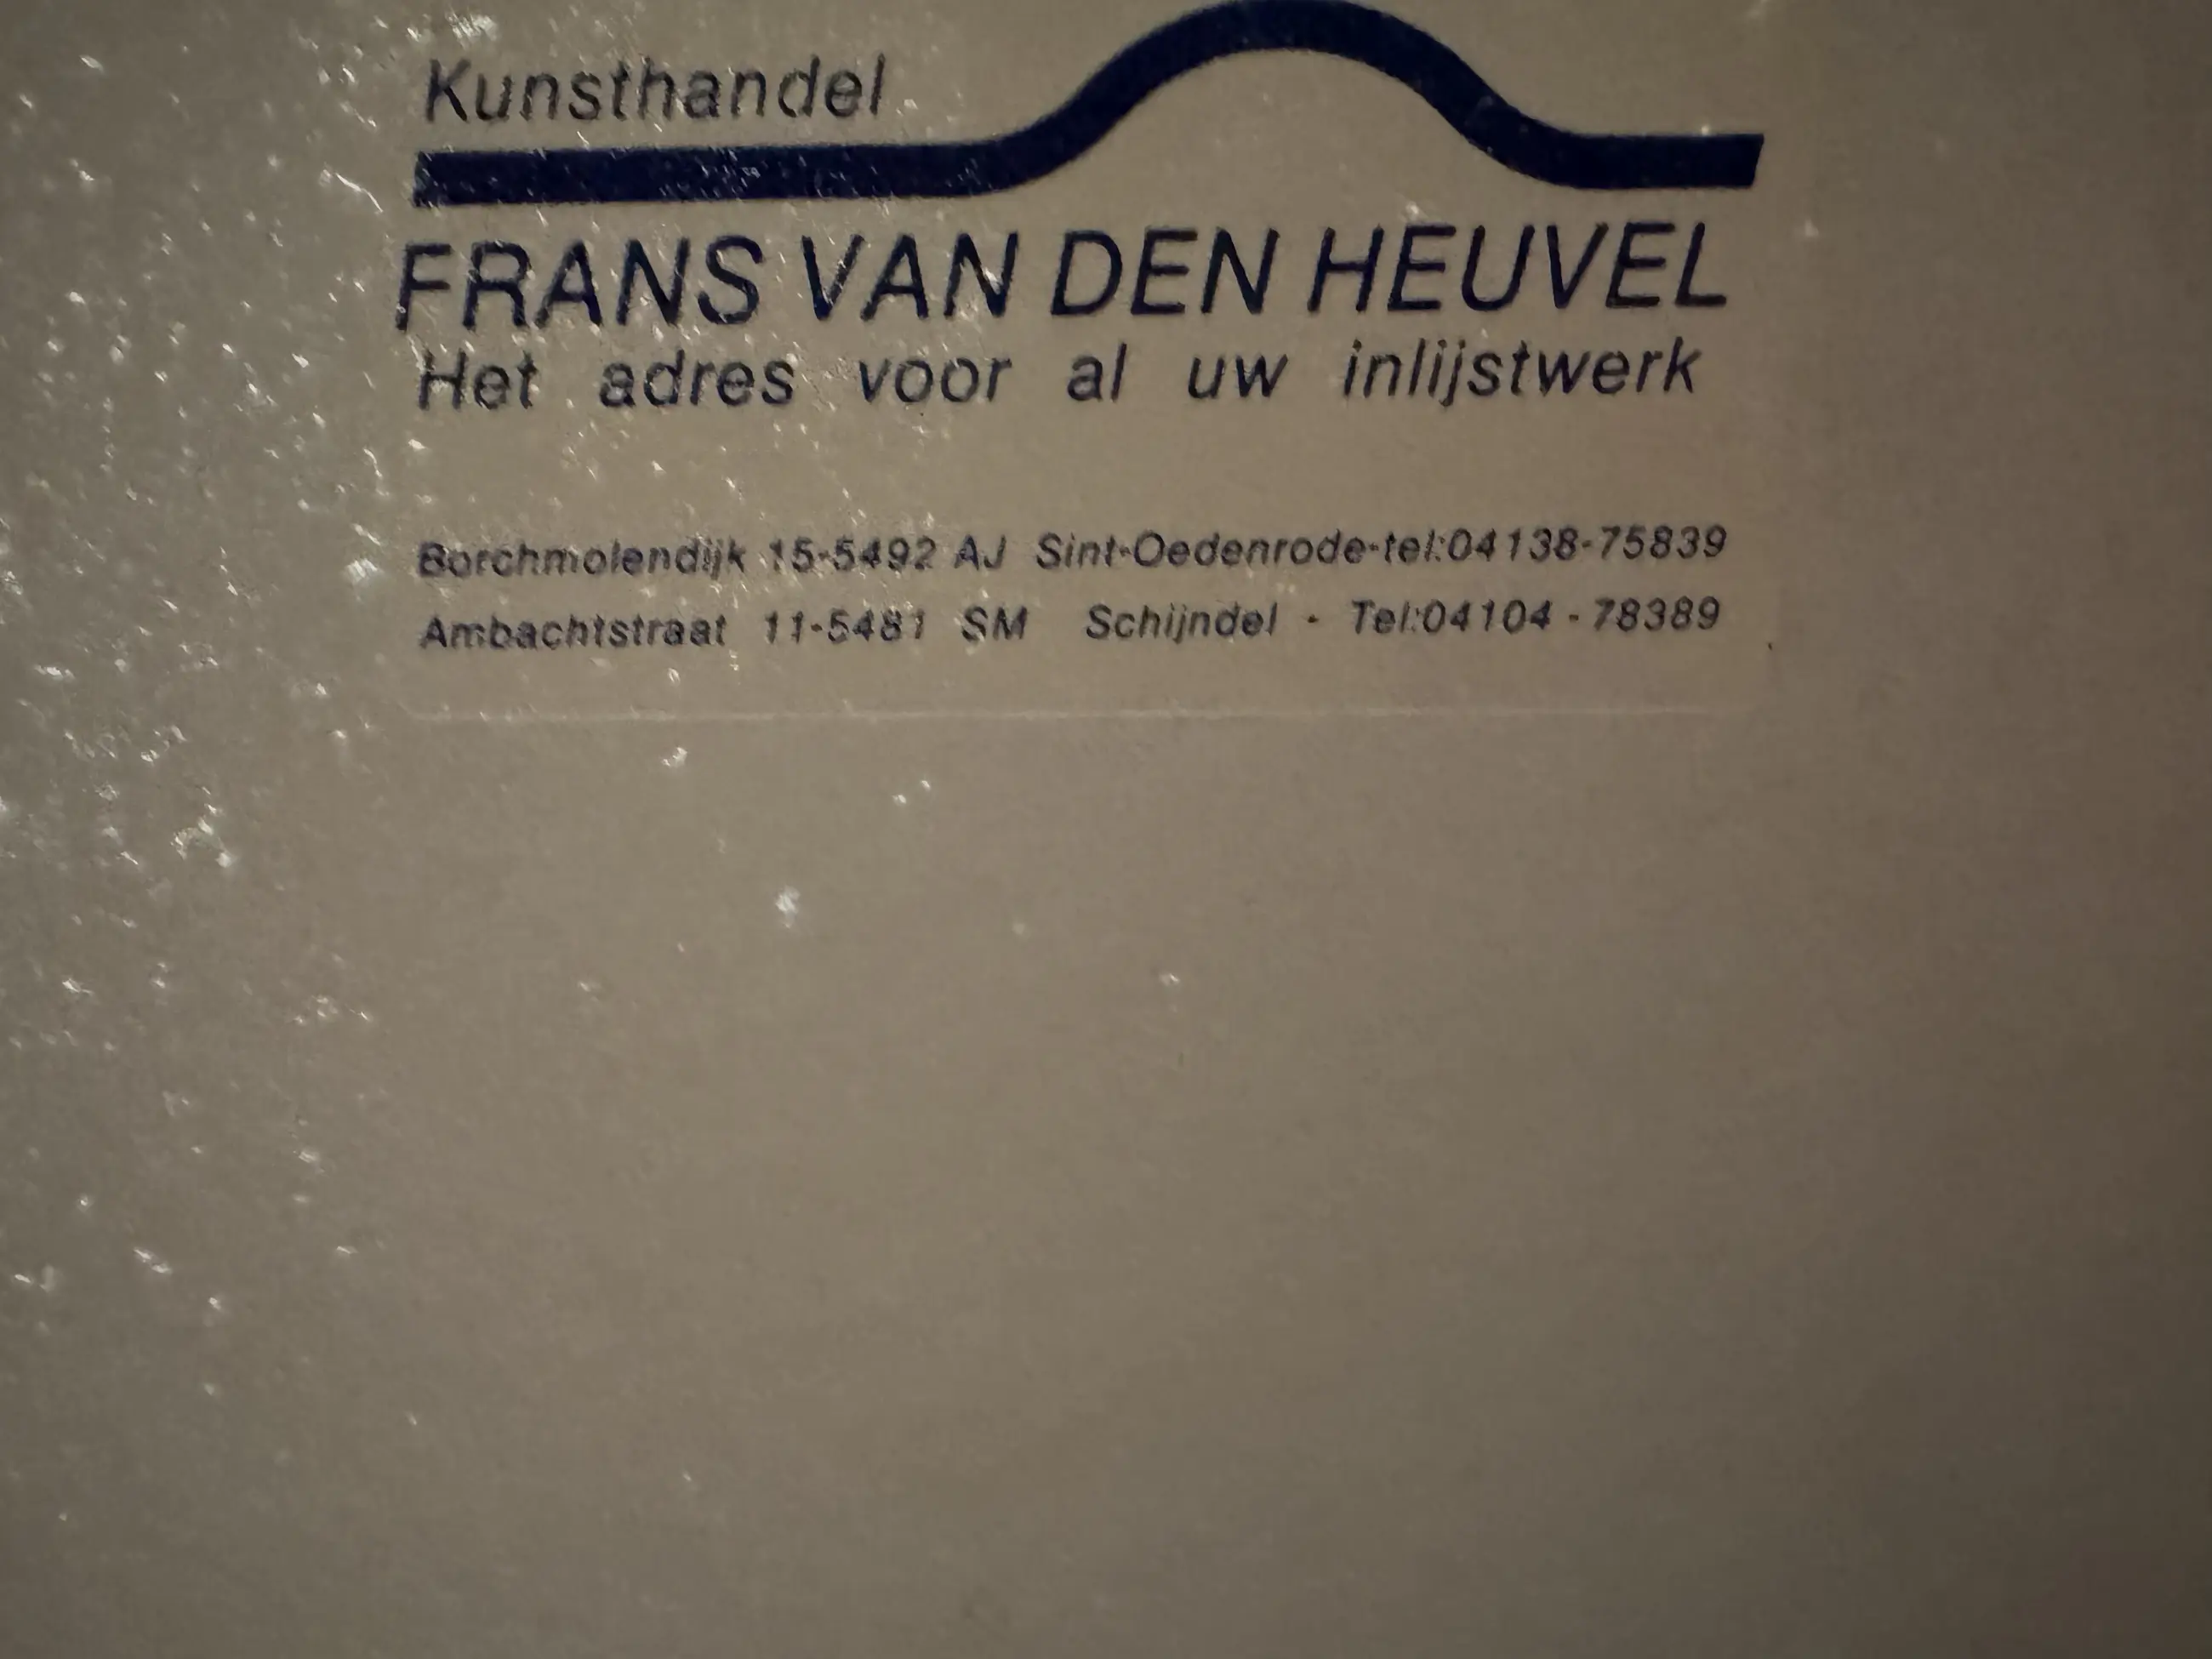 Kunsthandel
FRANS VAN DEN HEUVEL
Het adres voor al uw inlijstwerk
Borchmolendijk 15-5492 AJ Sint-Oedenrode-tel:04138-75839
Ambachtstraat 11-5481 SM Schijndel - Tel:04104-78389